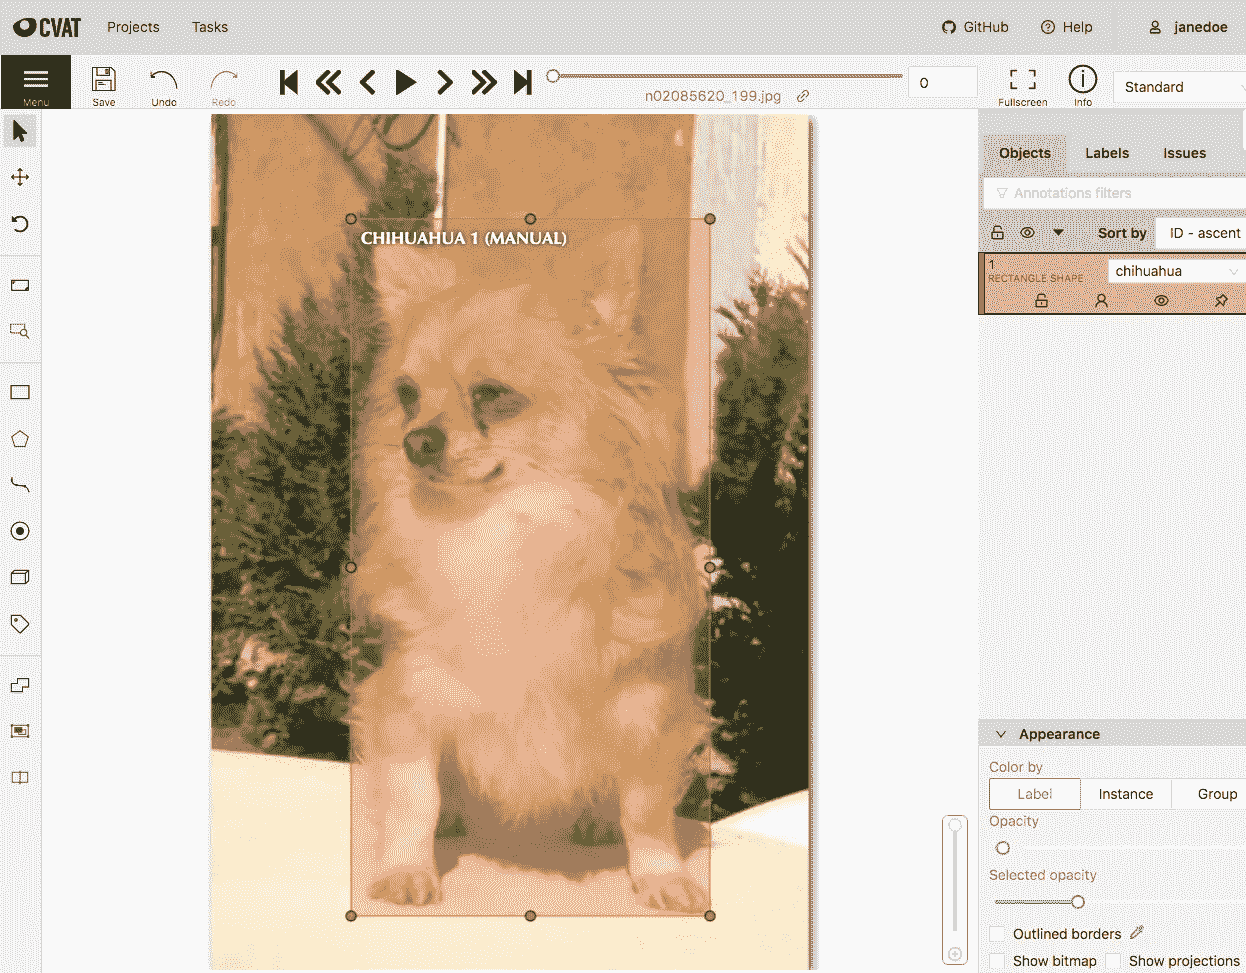 CVAT Projects Tasks GitHub Help janedoe
Menu Save Undo Redo n02085620_199.jpg 0 Fullscreen Info Standard
Objects Labels Issues
Annotations filters
Sort by ID - ascent
CHIHUAHUA 1 (MANUAL)
1
RECTANGLE SHAPE chihuahua
Appearance
Color by
Label Instance Group
Opacity
Selected opacity
Outlined borders
Show bitmap Show projections